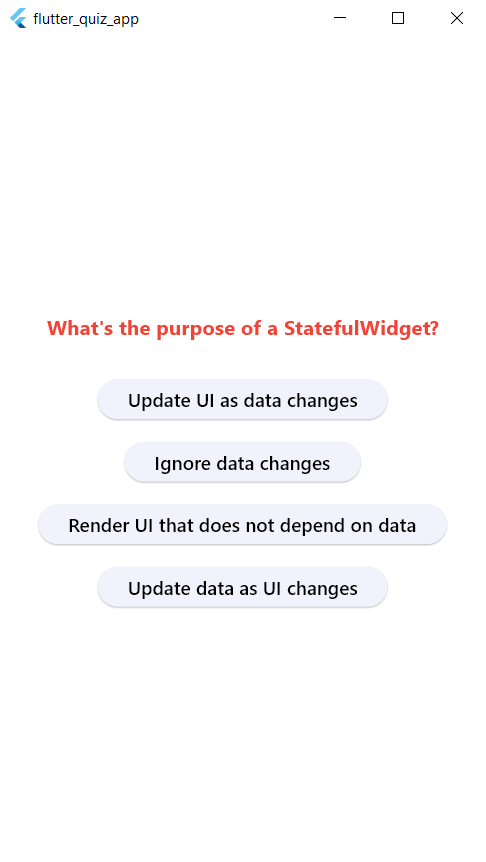 flutter_quiz_app
What's the purpose of a StatefulWidget?
Update UI as data changes
Ignore data changes
Render UI that does not depend on data
Update data as UI changes